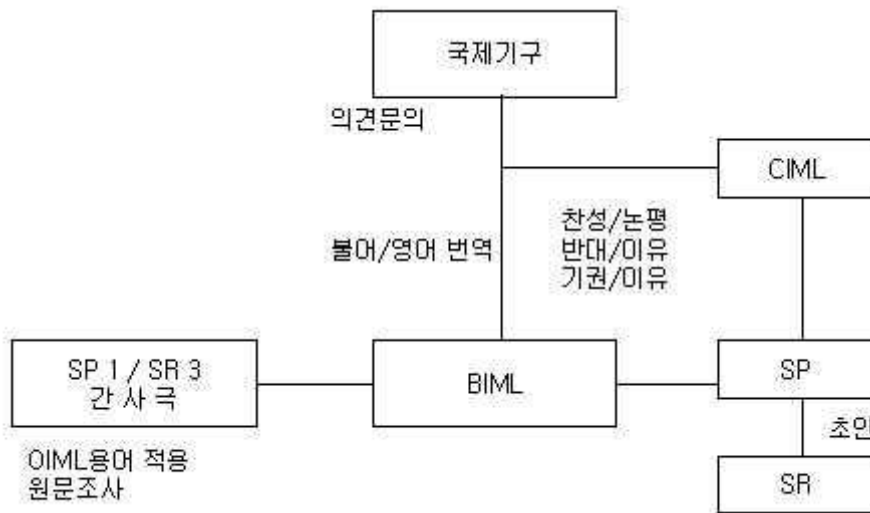 국제기구
의견문의
CIML
찬성/논평
불어/영어 번역
반대/이유
기권/이유
SP 1 / SR 3
간 사 국
BIML
SP
초안
OIML용어 적용
원문조사
SR